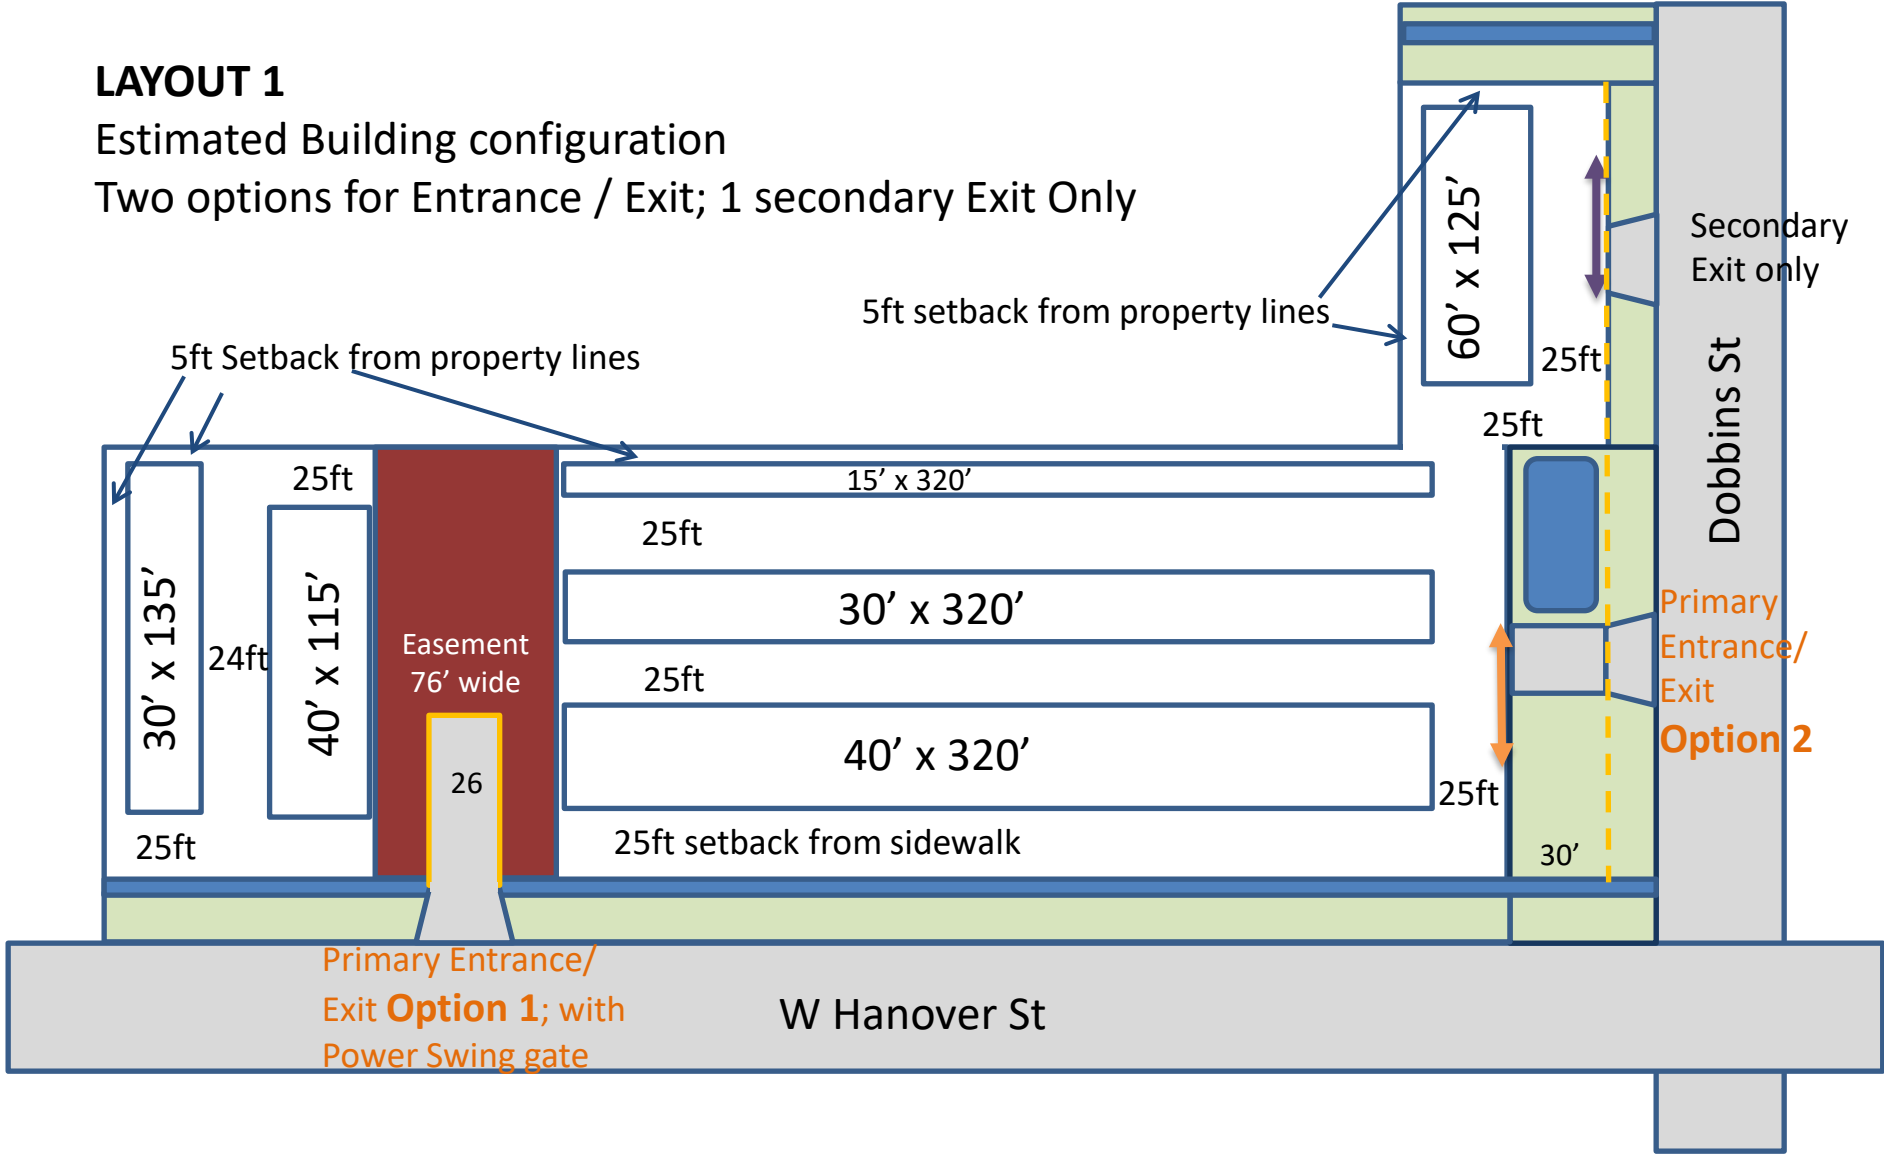 LAYOUT 1
Estimated Building configuration
Two options for Entrance / Exit; 1 secondary Exit Only
60’ x 125’
Secondary
Exit only
5ft setback from property lines
25ft
Dobbins St
5ft Setback from property lines
25ft
25ft
15’ x 320’
25ft
30’ x 135’
24ft
40’ x 115’
Easement
76’ wide
30’ x 320’
25ft
Primary
Entrance/
Exit
Option 2
40’ x 320’
26
25ft
25ft
25ft setback from sidewalk
30’
Primary Entrance/
Exit Option 1; with
Power Swing gate
W Hanover St